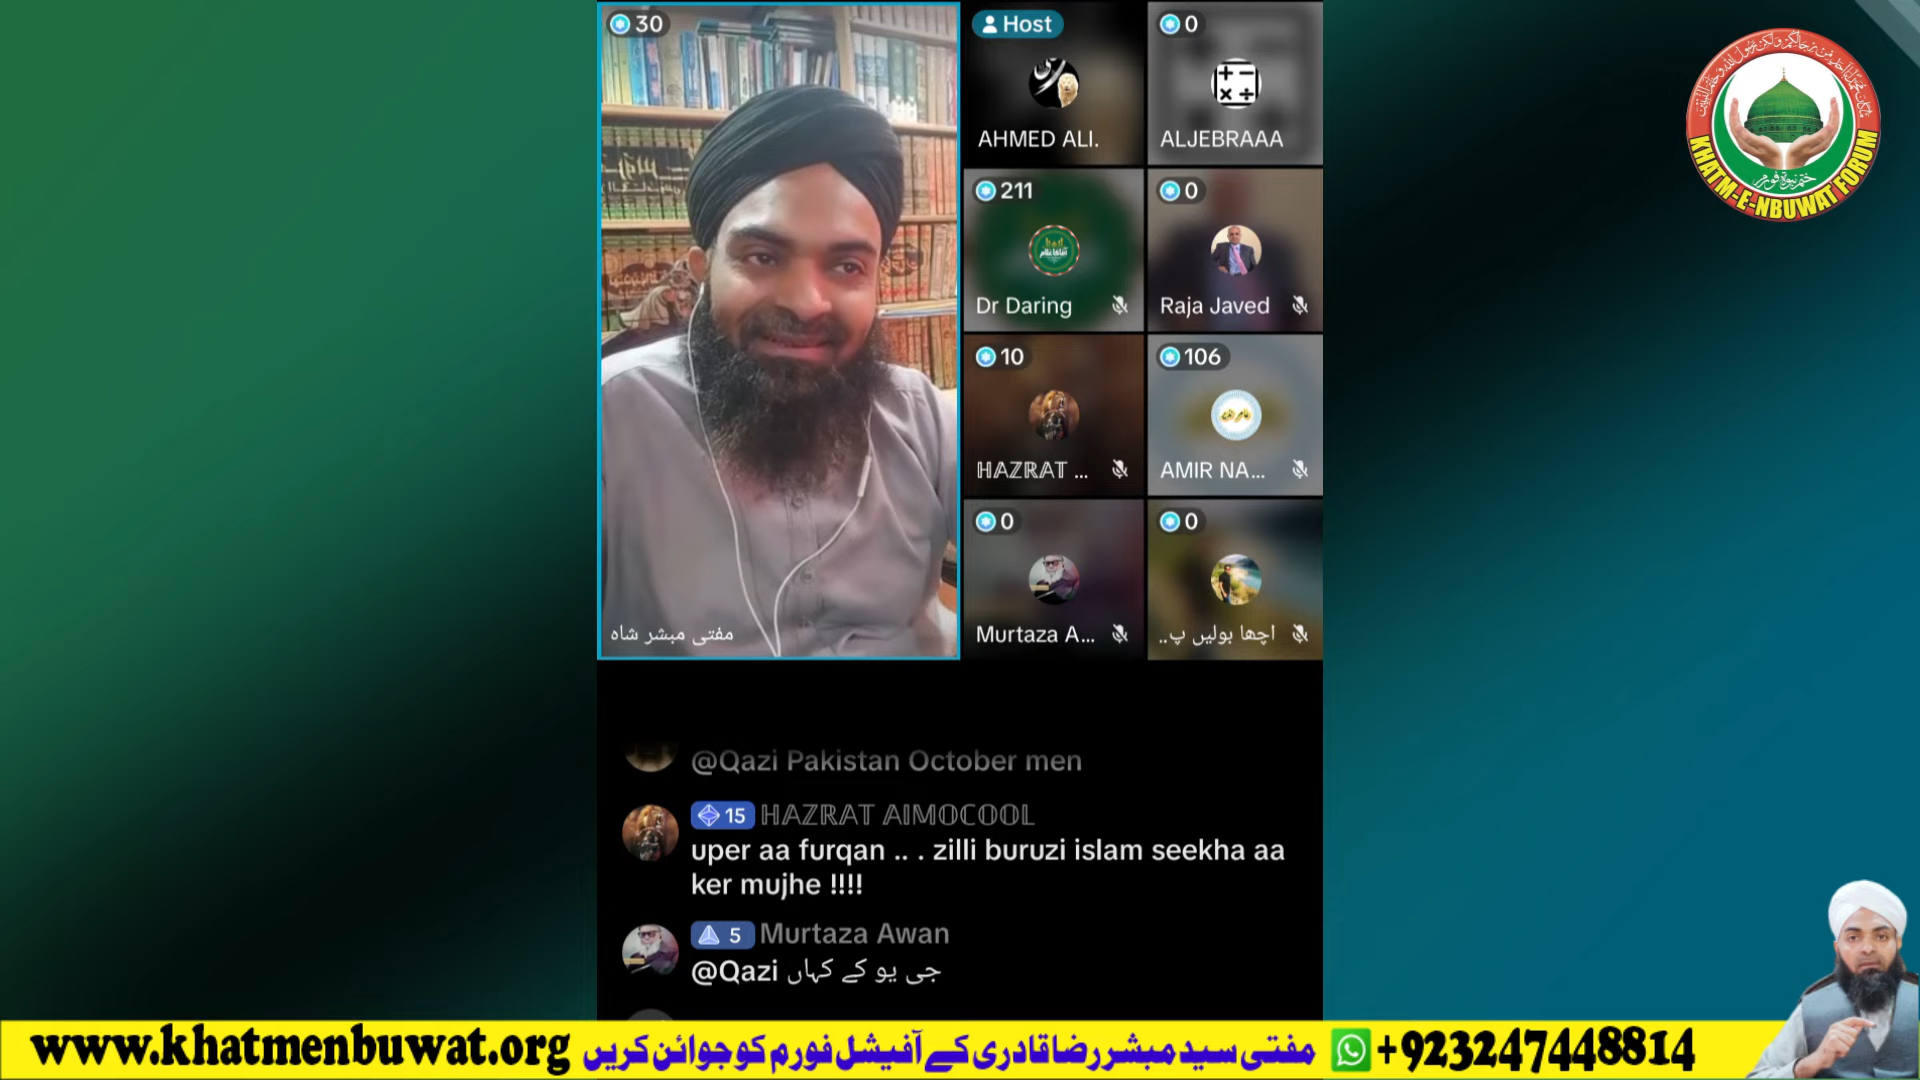 30
Host
AHMED ALI.
0
ALJEBRAAA
211
Dr Daring
0
Raja Javed
10
ℍ𝔸ℤℝ𝔸𝕋 ...
106
AMIR NA...
0
Murtaza A...
0
اچھا بولیں پ..
مفتی مبشر شاہ
KHATM-E-NBUWAT FORUM
ختم نبوۃ فورم
@Qazi Pakistan October men
15 ℍ𝔸ℤℝ𝔸𝕋 𝔸𝕀𝕄𝕆ℂ𝕆𝕆𝕃
uper aa furqan .. . zilli buruzi islam seekha aa
ker mujhe !!!!
5 Murtaza Awan
@Qazi جی یو کے کہاں
www.khatmenbuwat.org مفتی سید مبشر رضا قادری کے آفیشل فورم کو جوائن کریں +923247448814